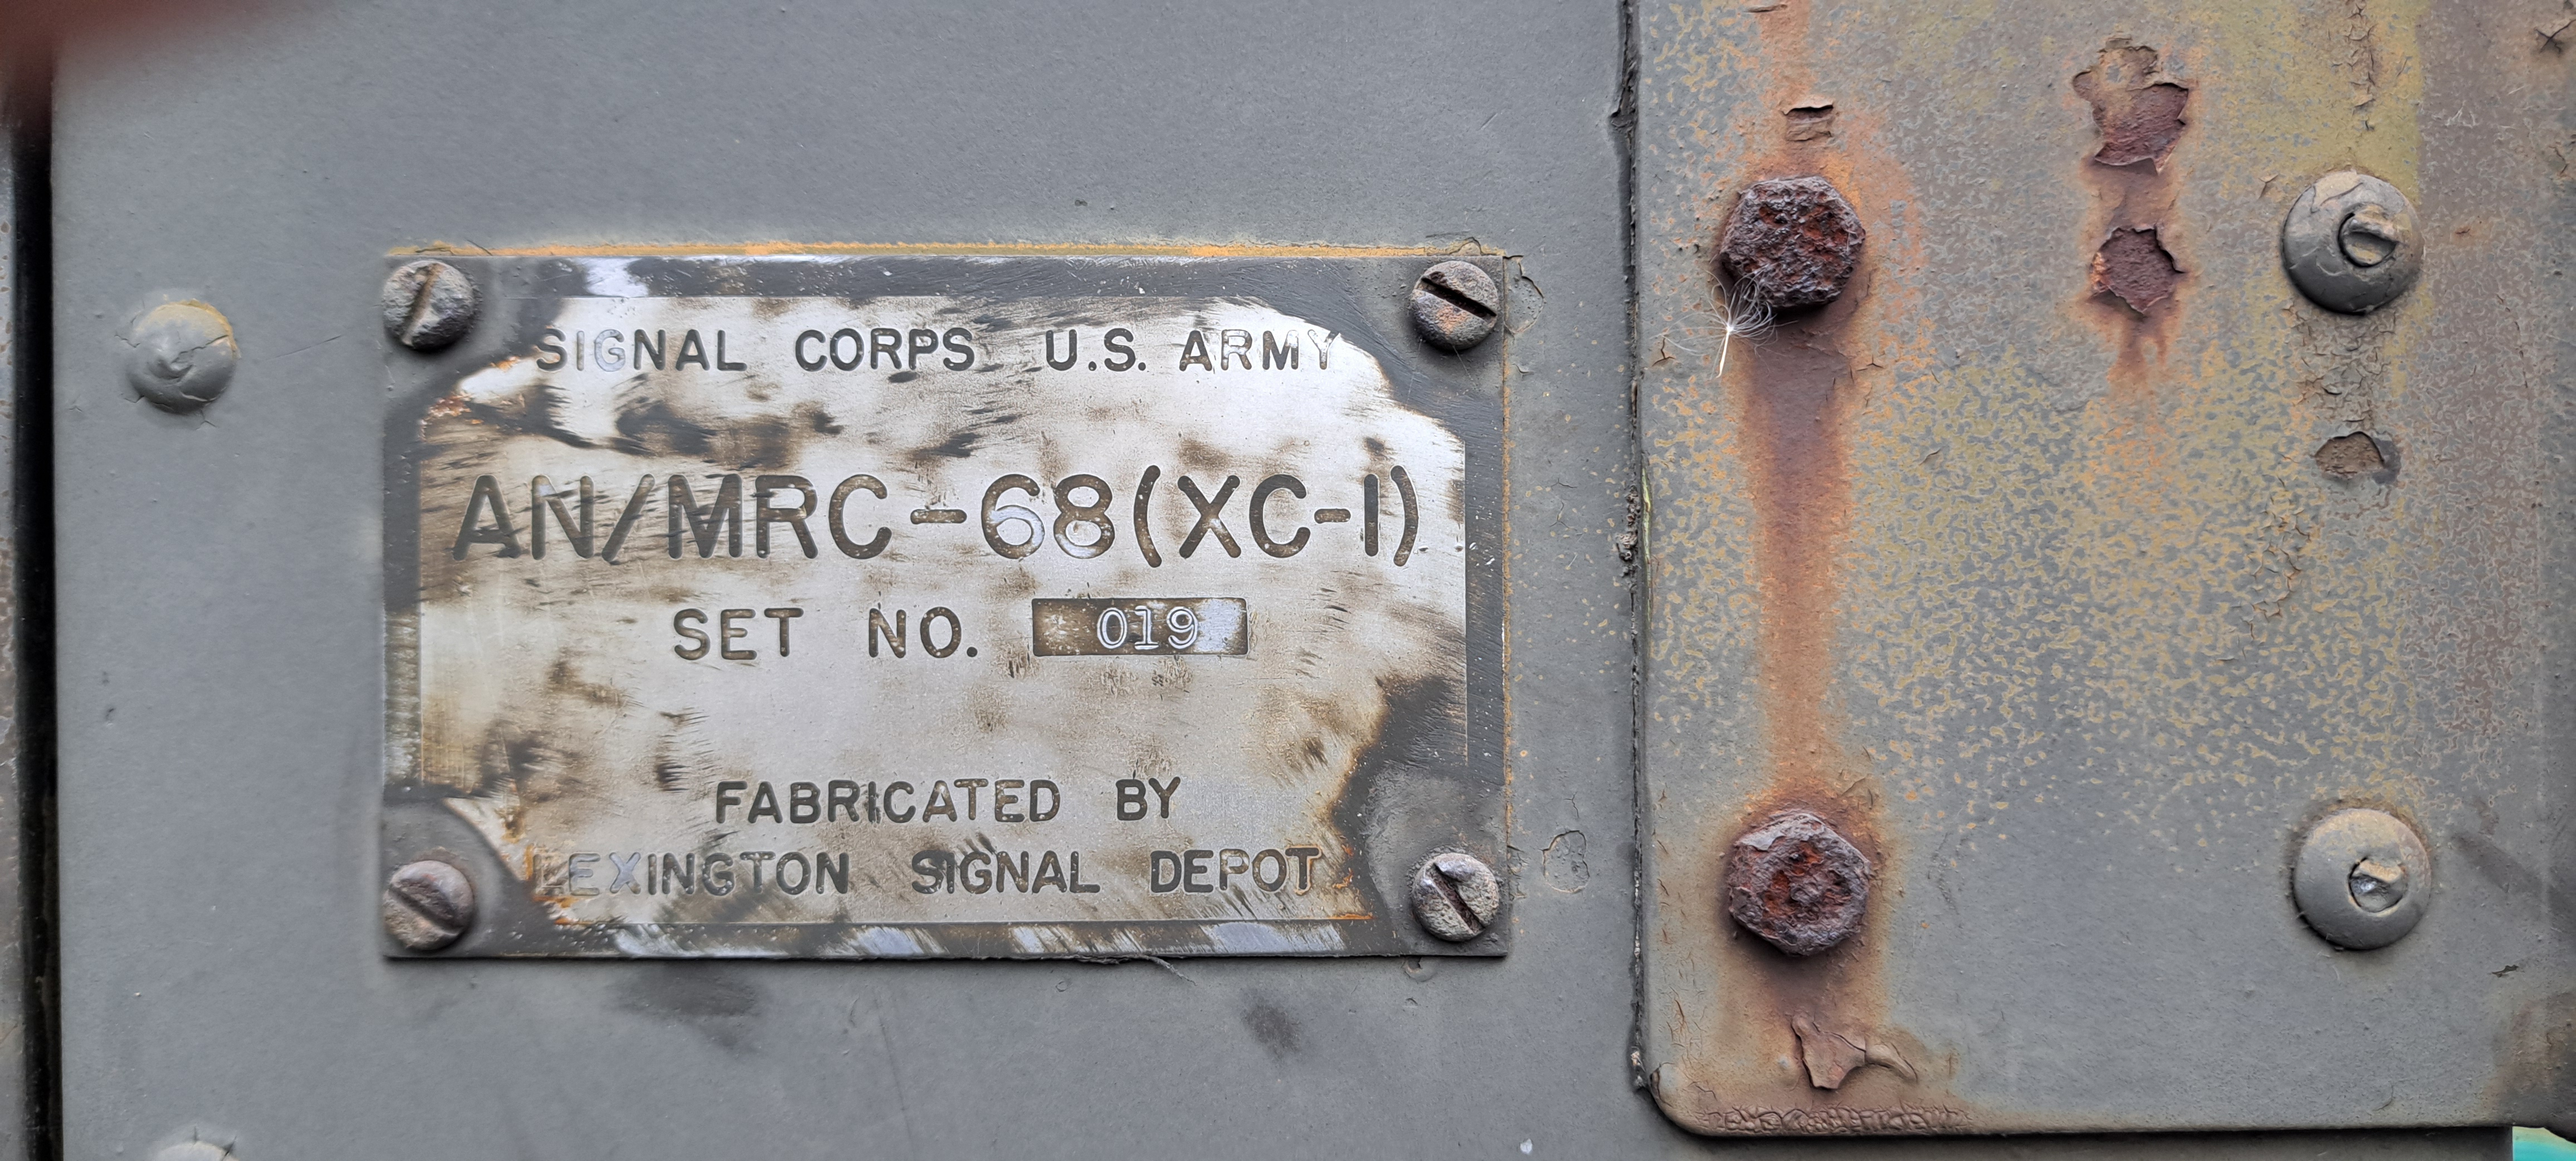 SIGNAL CORPS U.S. ARMY
AN/MRC-68(XC-1)
SET NO. 019
FABRICATED BY
LEXINGTON SIGNAL DEPOT